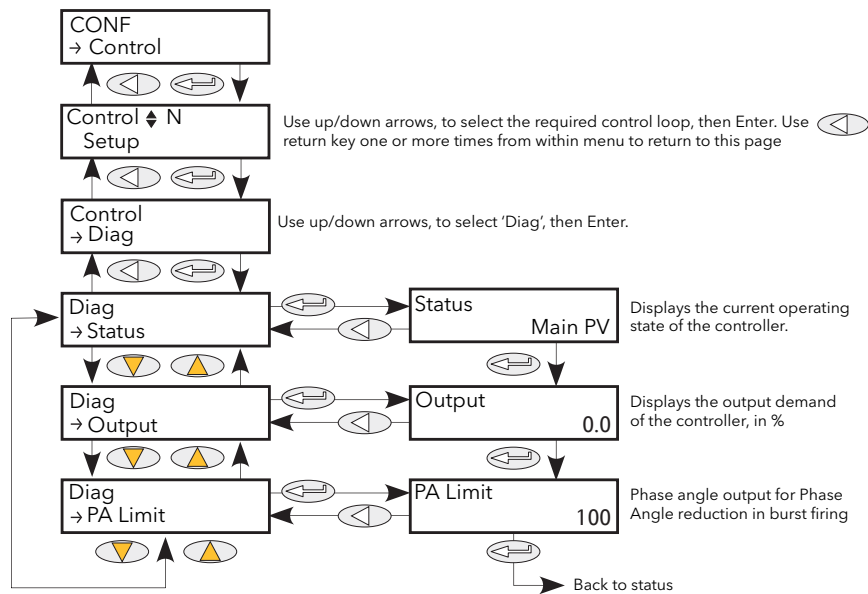 CONF
→ Control
Control N
Setup
Use up/down arrows, to select the required control loop, then Enter. Use
return key one or more times from within menu to return to this page
Control
→ Diag
Use up/down arrows, to select ‘Diag’, then Enter.
Diag
→ Status
Status
Main PV
Displays the current operating
state of the controller.
Diag
→ Output
Output
0.0
Displays the output demand
of the controller, in %
Diag
→ PA Limit
PA Limit
100
Phase angle output for Phase
Angle reduction in burst firing
Back to status